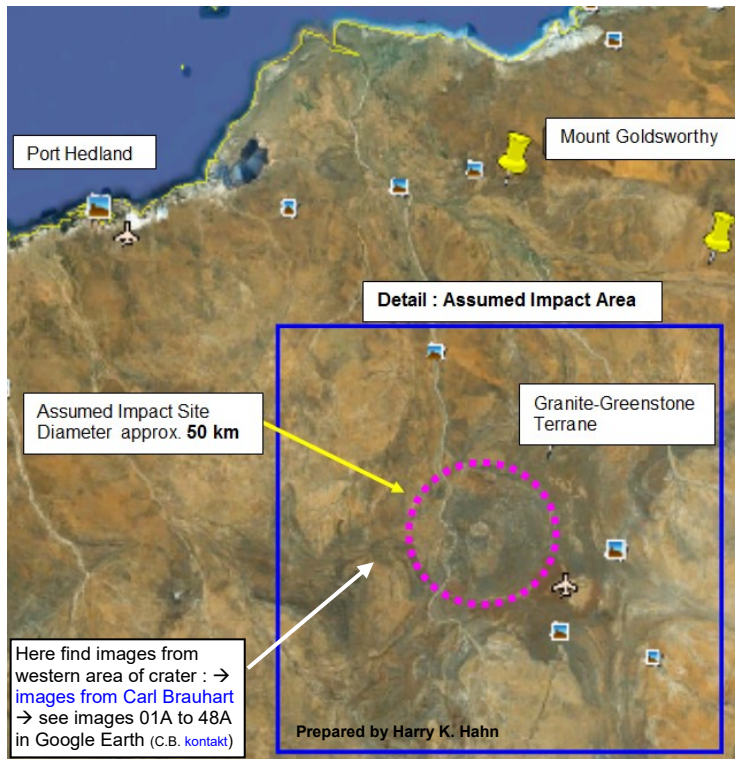 Port Hedland
Mount Goldsworthy
Detail : Assumed Impact Area
Assumed Impact Site
Diameter approx. 50 km
Granite-Greenstone
Terrane
Here find images from
western area of crater : →
images from Carl Brauhart
→ see images 01A to 48A
in Google Earth (C.B. kontakt)
Prepared by Harry K. Hahn